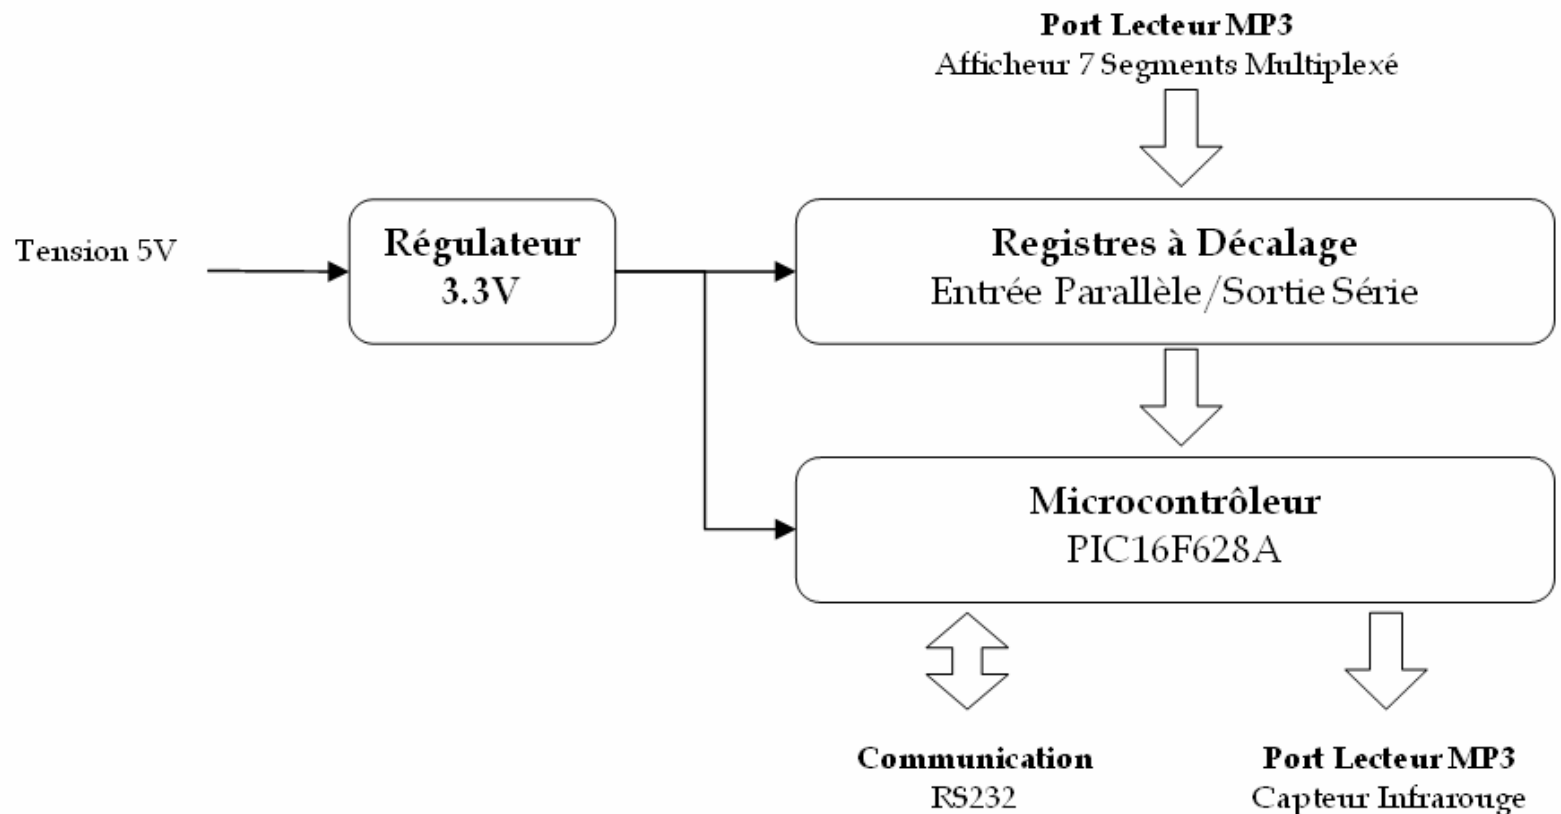 Port Lecteur MP3
Afficheur 7 Segments Multiplexé
Tension 5V
Régulateur
3.3V
Registres à Décalage
Entrée Parallèle/Sortie Série
Microcontrôleur
PIC16F628A
Communication
RS232
Port Lecteur MP3
Capteur Infrarouge